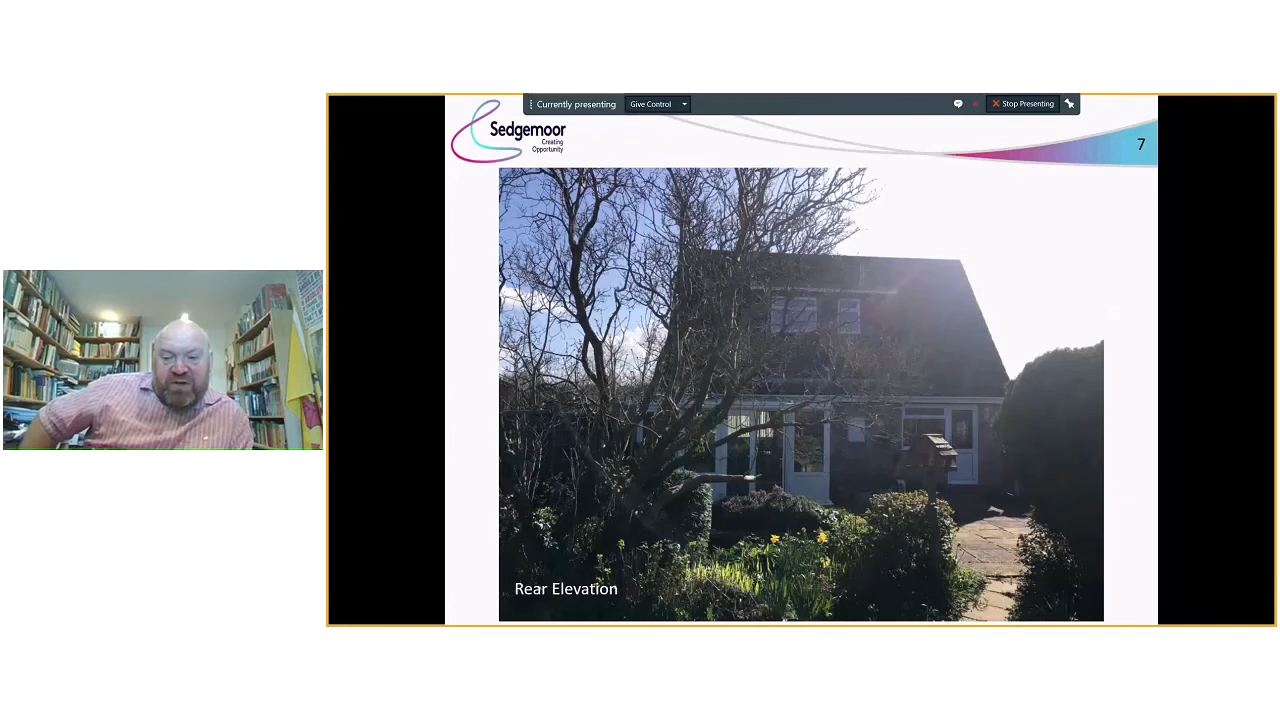 Currently presenting
Give Control
Stop Presenting
Sedgemoor
Creating
Opportunity
7
Rear Elevation